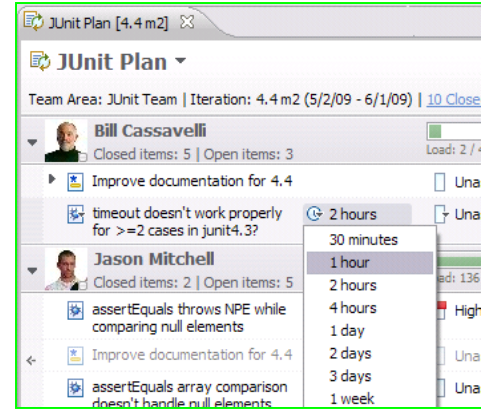 JUnit Plan [4.4 m2]
JUnit Plan
Team Area: JUnit Team | Iteration: 4.4 m2 (5/2/09 - 6/1/09) | 10 Close
Bill Cassavelli
Closed items: 5 | Open items: 3
Load: 2 / 4
Improve documentation for 4.4
Una
timeout doesn't work properly
for >=2 cases in junit4.3?
2 hours
Una
30 minutes
1 hour
2 hours
4 hours
1 day
2 days
3 days
1 week
Jason Mitchell
Closed items: 2 | Open items: 5
ad: 136
assertEquals throws NPE while
comparing null elements
High
Improve documentation for 4.4
Una
assertEquals array comparison
doesn't handle null elements
Una